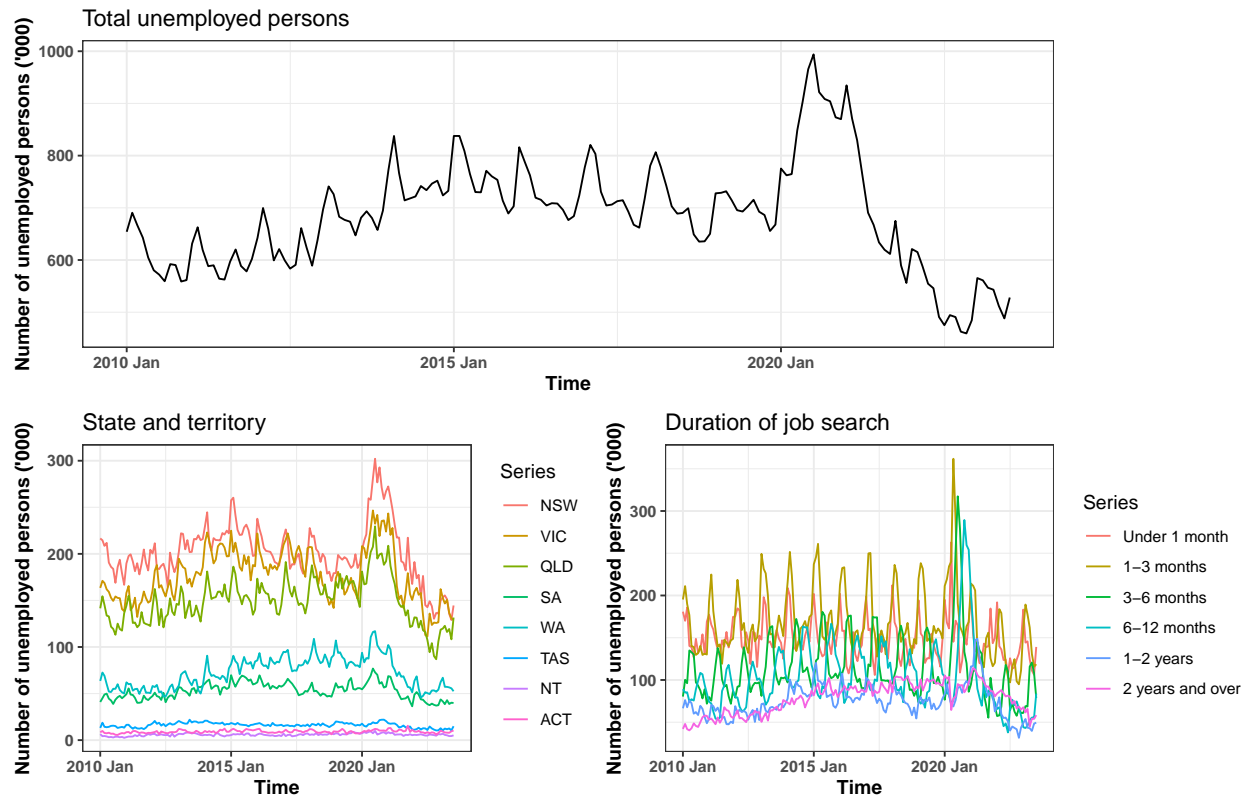 Total unemployed persons
Number of unemployed persons ('000)
1000
800
600
2010 Jan
2015 Jan
2020 Jan
Time
State and territory
Number of unemployed persons ('000)
300
200
100
0
2010 Jan
2015 Jan
2020 Jan
Time
Series
NSW
VIC
QLD
SA
WA
TAS
NT
ACT
Duration of job search
Number of unemployed persons ('000)
300
200
100
2010 Jan
2015 Jan
2020 Jan
Time
Series
Under 1 month
1−3 months
3−6 months
6−12 months
1−2 years
2 years and over